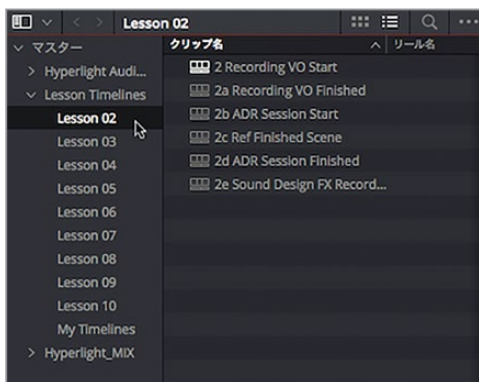 Lesson 02
マスター
Hyperlight Audi...
Lesson Timelines
Lesson 02
Lesson 03
Lesson 04
Lesson 05
Lesson 06
Lesson 07
Lesson 08
Lesson 09
Lesson 10
My Timelines
Hyperlight_MIX
クリップ名 リール名
2 Recording VO Start
2a Recording VO Finished
2b ADR Session Start
2c Ref Finished Scene
2d ADR Session Finished
2e Sound Design FX Record...